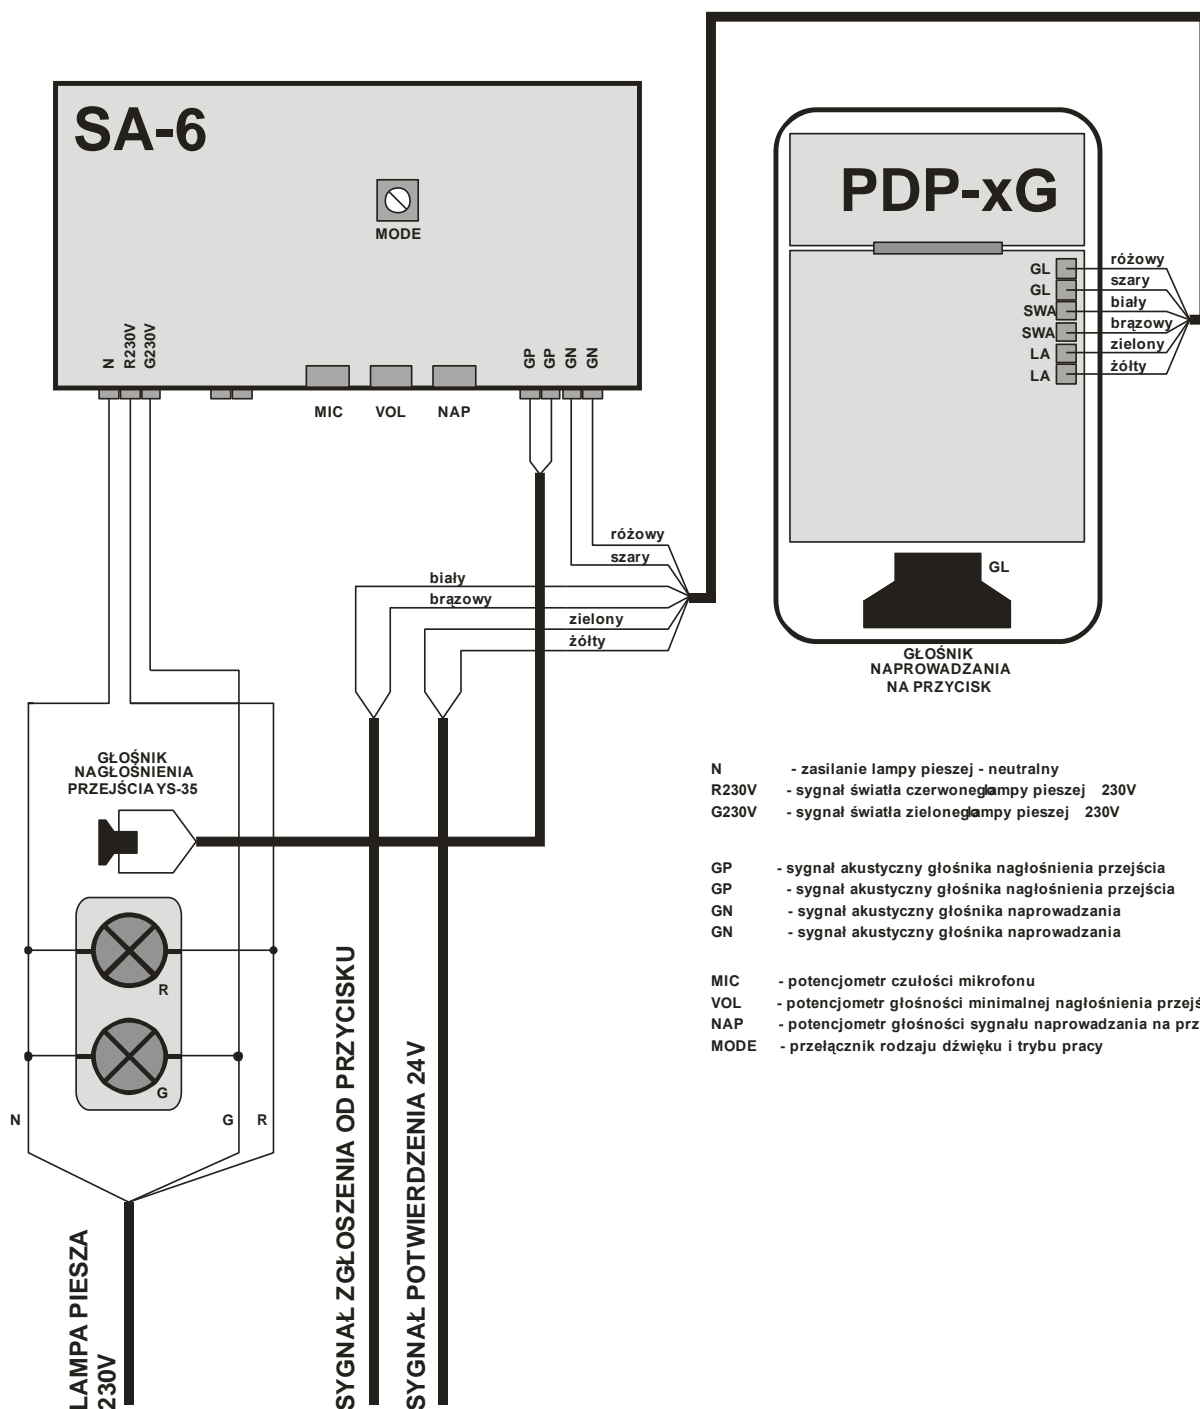 SA-6
MODE
N
R230V
G230V
GP
GP
GN
GN
MIC
VOL
NAP
PDP-xG
GL
GL
SWA
SWA
LA
LA
różowy
szary
biały
brązowy
zielony
żółty
GL
GŁOŚNIK
NAPROWADZANIA
NA PRZYCISK
różowy
szary
biały
brązowy
zielony
żółty
GŁOŚNIK
NAGŁOŚNIENIA
PRZEJŚCIA YS-35
R
G
N
G
R
LAMPA PIESZA
230V
SYGNAŁ ZGŁOSZENIA OD PRZYCISKU
SYGNAŁ POTWIERDZENIA 24V
N - zasilanie lampy pieszej - neutralny
R230V - sygnał światła czerwonego lampy pieszej 230V
G230V - sygnał światła zielonego lampy pieszej 230V
GP - sygnał akustyczny głośnika nagłośnienia przejścia
GP - sygnał akustyczny głośnika nagłośnienia przejścia
GN - sygnał akustyczny głośnika naprowadzania
GN - sygnał akustyczny głośnika naprowadzania
MIC - potencjometr czułości mikrofonu
VOL - potencjometr głośności minimalnej nagłośnienia przejś
NAP - potencjometr głośności sygnału naprowadzania na prz
MODE - przełącznik rodzaju dźwięku i trybu pracy